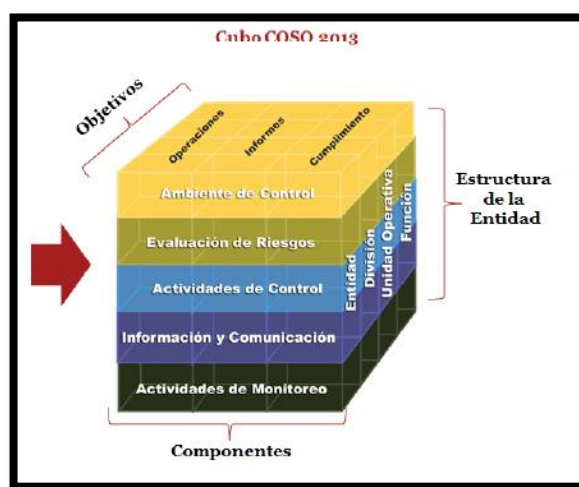 Cubo COSO 2013
Objetivos
Operaciones
Informes
Cumplimiento
Ambiente de Control
Evaluación de Riesgos
Actividades de Control
Información y Comunicación
Actividades de Monitoreo
Entidad
División
Unidad Operativa
Función
Estructura
de la
Entidad
Componentes